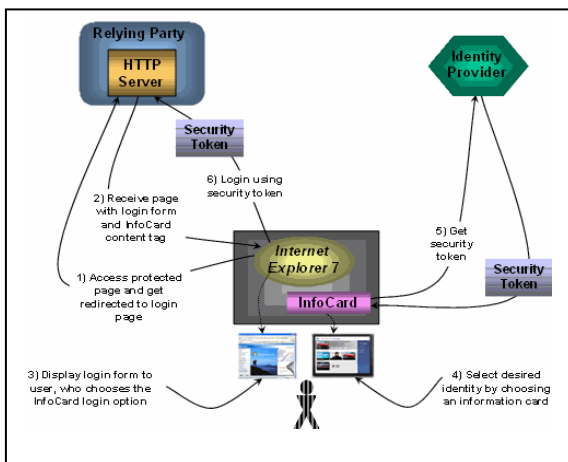 Relying Party
HTTP
Server
Identity
Provider
Security
Token
6) Login using
security token
2) Receive page
with login form
and InfoCard
content tag
5) Get
security
token
Internet
Explorer 7
Security
Token
1) Access protected
page and get
redirected to login
page
InfoCard
3) Display login form to
user, who chooses the
InfoCard login option
4) Select desired
identity by choosing
an information card